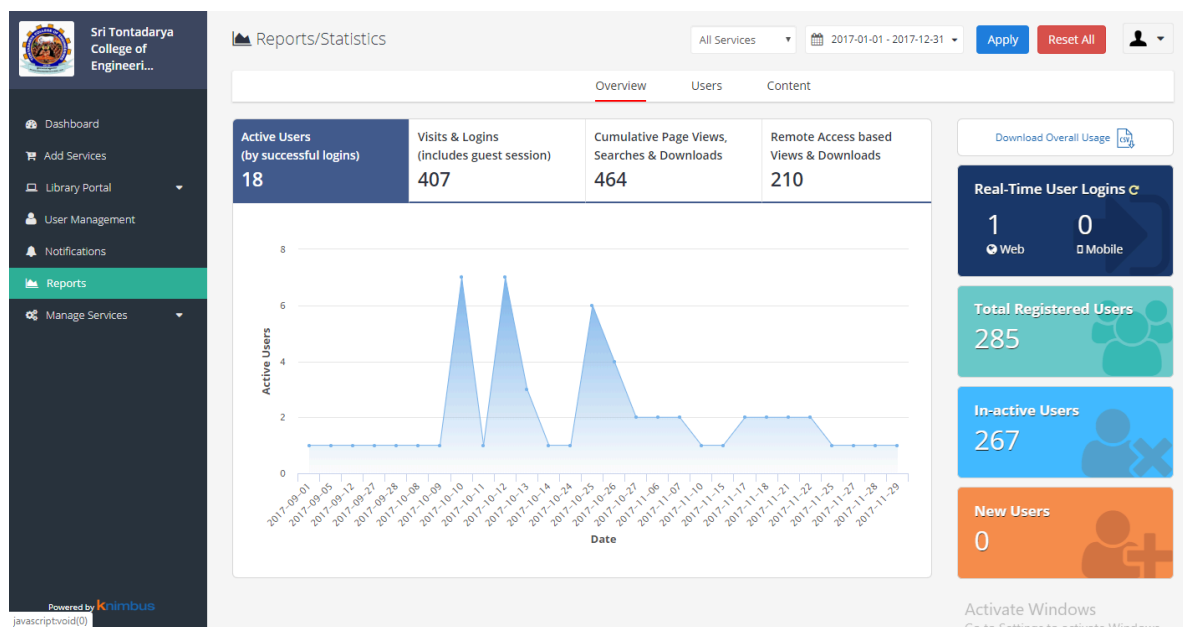 Sri Tontadarya
College of
Engineeri...
Reports/Statistics
All Services
2017-01-01 - 2017-12-31
Apply
Reset All
Overview
Users
Content
Dashboard
Add Services
Library Portal
User Management
Notifications
Reports
Manage Services
Active Users
(by successful logins)
18
Visits & Logins
(includes guest session)
407
Cumulative Page Views,
Searches & Downloads
464
Remote Access based
Views & Downloads
210
8
6
4
2
0
Active Users
2017-09-01
2017-09-05
2017-09-12
2017-09-27
2017-09-28
2017-10-08
2017-10-09
2017-10-10
2017-10-11
2017-10-12
2017-10-13
2017-10-14
2017-10-24
2017-10-25
2017-10-26
2017-10-27
2017-11-06
2017-11-07
2017-11-10
2017-11-15
2017-11-17
2017-11-18
2017-11-21
2017-11-22
2017-11-25
2017-11-27
2017-11-28
2017-11-29
Date
Download Overall Usage
CSV
Real-Time User Logins
1
0
Web
Mobile
Total Registered Users
285
In-active Users
267
New Users
0
Powered by Knimbus
javascript:void(0)
Activate Windows
Go to Settings to activate Windows.